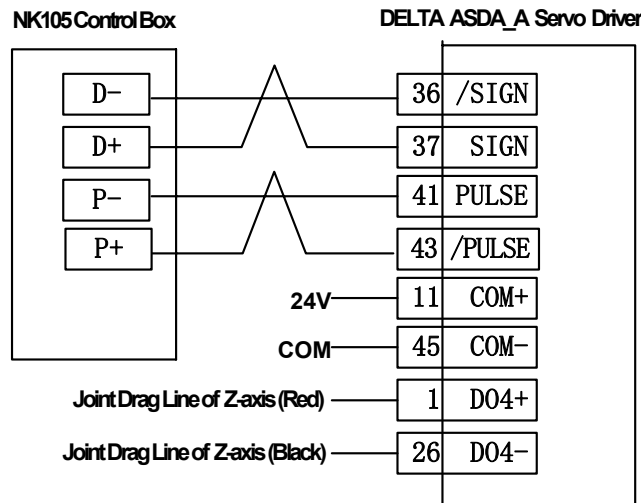 NK105 Control Box
DELTA ASDA_A Servo Driver
D- 36 /SIGN
D+ 37 SIGN
P- 41 PULSE
P+ 43 /PULSE
24V 11 COM+
COM 45 COM-
Joint Drag Line of Z-axis (Red) 1 DO4+
Joint Drag Line of Z-axis (Black) 26 DO4-